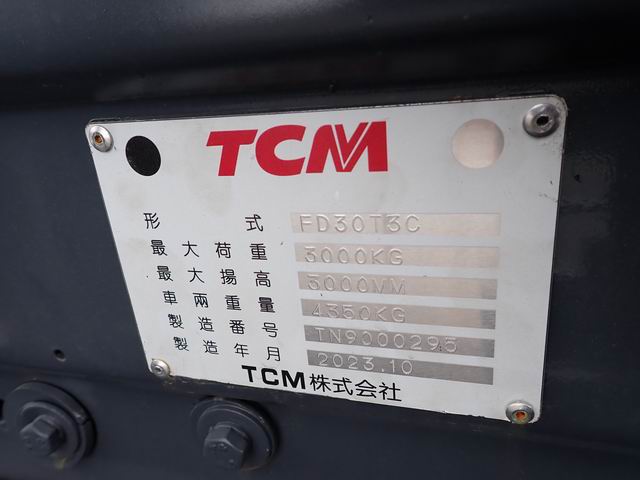 TCM
形式 FD30T3C
最大荷重 3000KG
最大揚高 3000MM
車兩重量 4350KG
製造番号 TN9000295
製造年月 2023.10
TCM株式会社